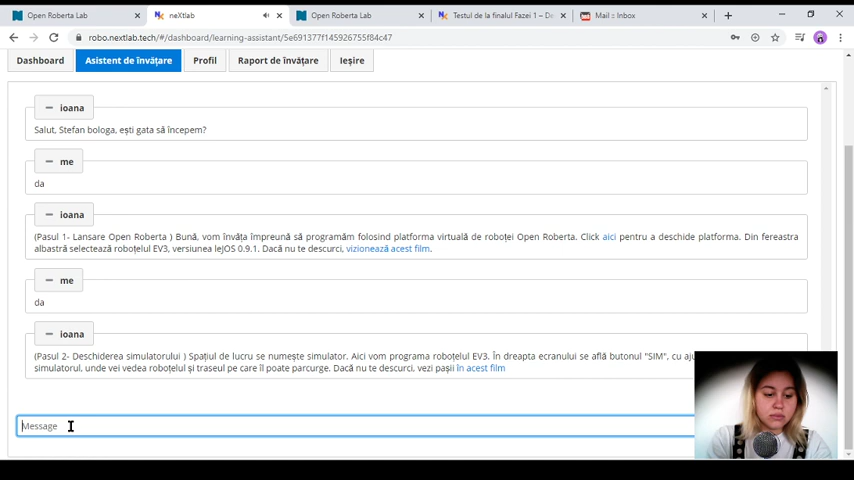 Open Roberta Lab
neXtlab
Open Roberta Lab
Testul de la finalul Fazei 1 – De
Mail :: Inbox
robo.nextlab.tech/#/dashboard/learning-assistant/5e691377f145926755f84c47
Dashboard
Asistent de învățare
Profil
Raport de învățare
Ieșire
ioana
Salut, Stefan bologa, ești gata să începem?
me
da
ioana
(Pasul 1- Lansare Open Roberta ) Bună, vom învăța împreună să programăm folosind platforma virtuală de roboței Open Roberta. Click aici pentru a deschide platforma. Din fereastra
albastră selectează roboțelul EV3, versiunea leJOS 0.9.1. Dacă nu te descurci, vizionează acest film.
me
da
ioana
(Pasul 2- Deschiderea simulatorului ) Spațiul de lucru se numește simulator. Aici vom programa roboțelul EV3. În dreapta ecranului se află butonul "SIM", cu
simulatorul, unde vei vedea roboțelul și traseul pe care îl poate parcurge. Dacă nu te descurci, vezi pașii în acest film
Message